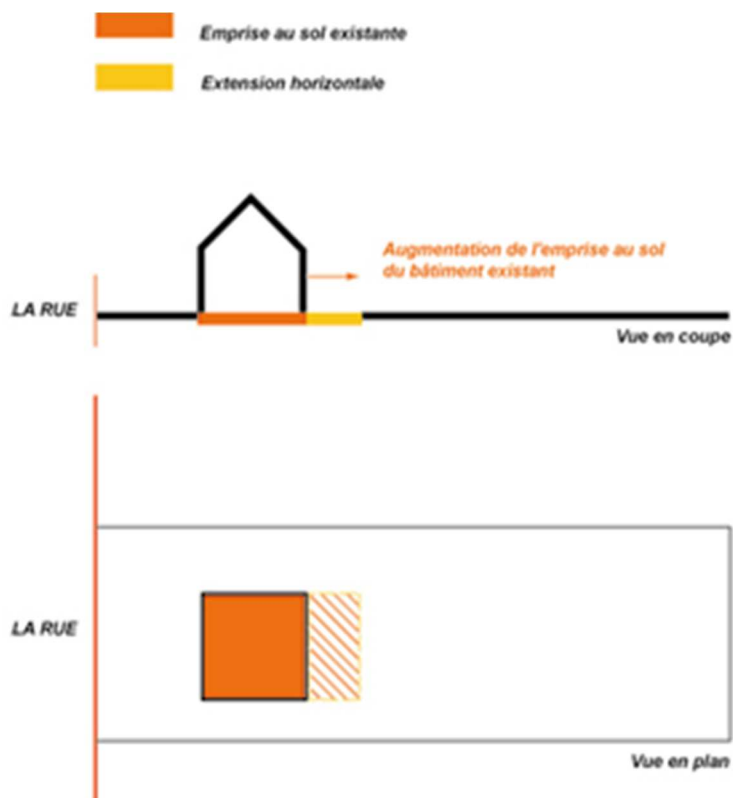 Emprise au sol existante
Extension horizontale
Augmentation de l'emprise au sol
du bâtiment existant
LA RUE
Vue en coupe
LA RUE
Vue en plan